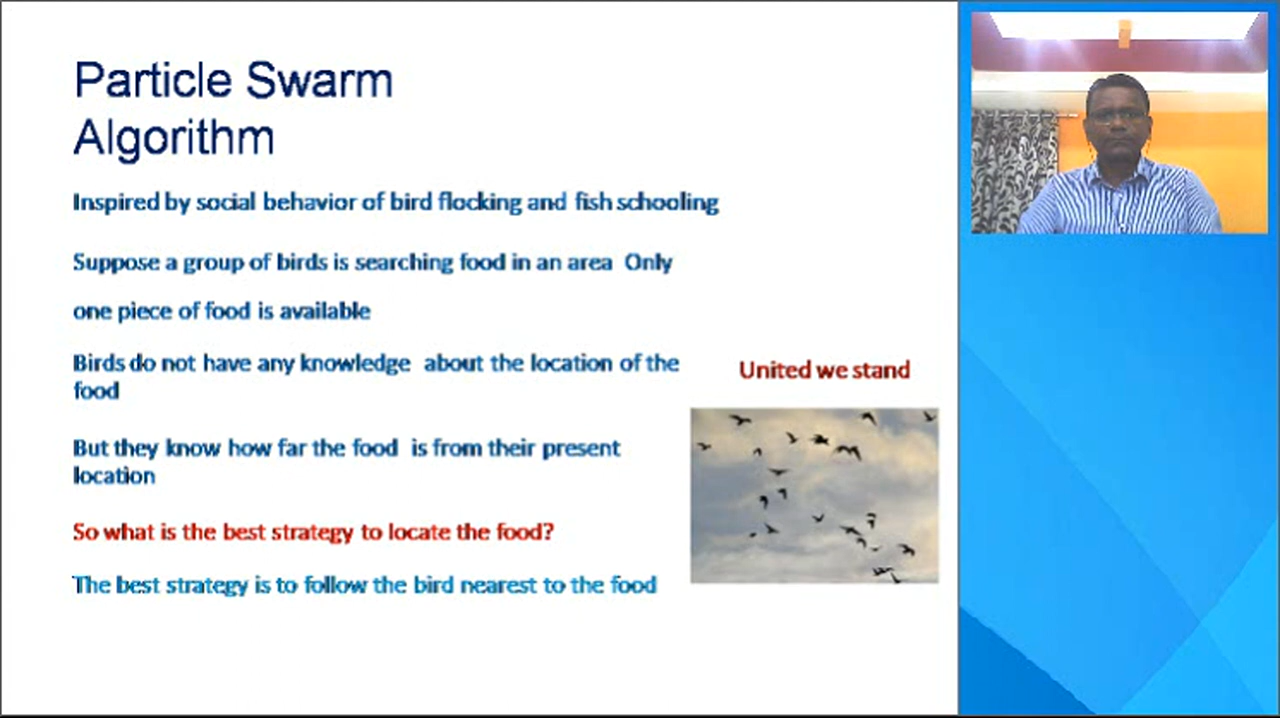 Particle Swarm
Algorithm
Inspired by social behavior of bird flocking and fish schooling
Suppose a group of birds is searching food in an area Only
one piece of food is available
Birds do not have any knowledge about the location of the
food
But they know how far the food is from their present
location
So what is the best strategy to locate the food?
The best strategy is to follow the bird nearest to the food
United we stand